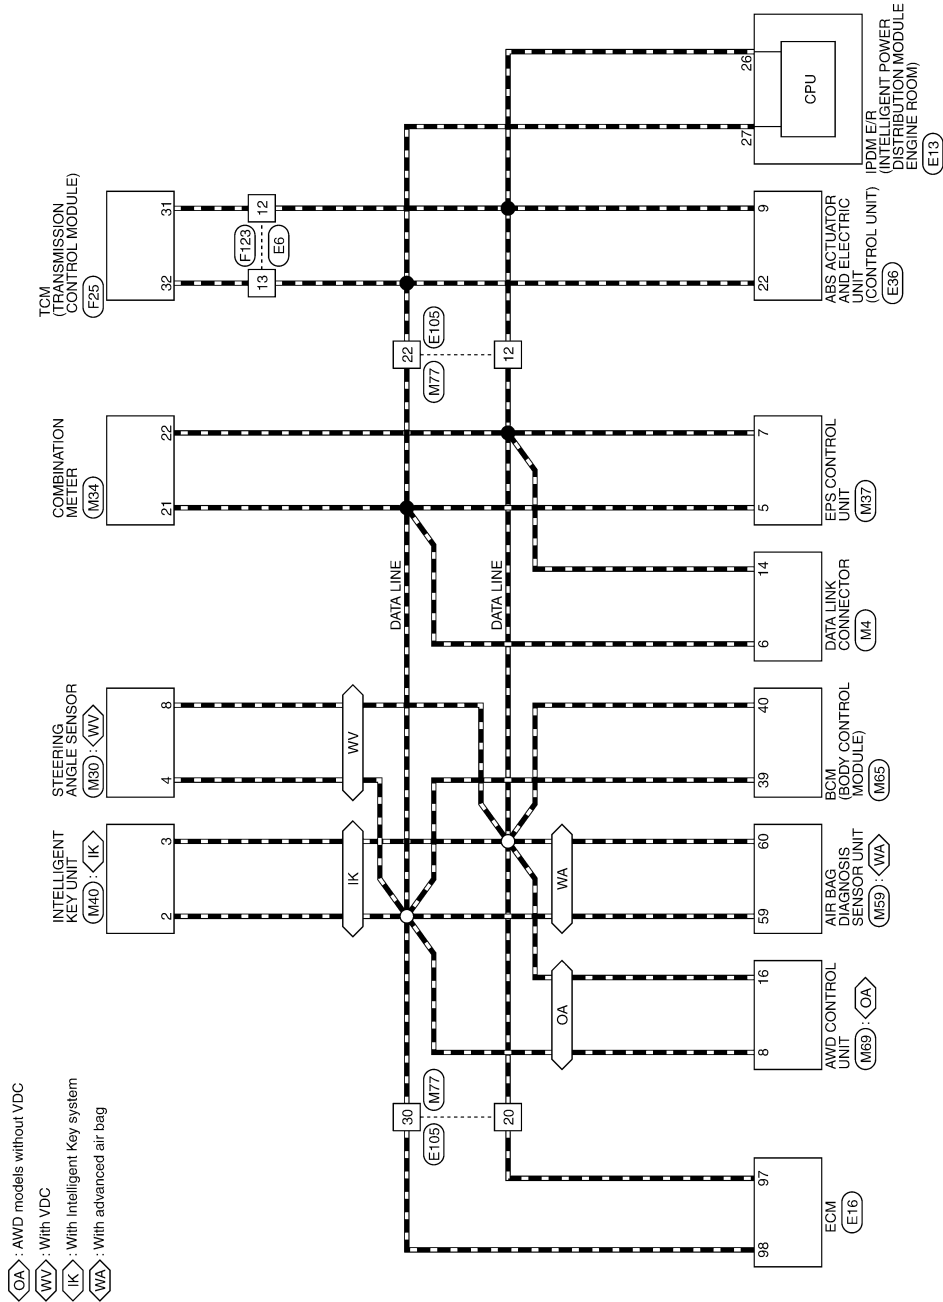 OA : AWD models without VDC
WV : With VDC
IK : With Intelligent Key system
WA : With advanced air bag
INTELLIGENT
KEY UNIT
M40 : IK
2
3
STEERING
ANGLE SENSOR
M30 : WV
4
8
COMBINATION
METER
M34
21
22
TCM
(TRANSMISSION
CONTROL MODULE)
F25
32
31
F123
13
12
E6
IK
WV
DATA LINE
DATA LINE
30
M77
E105
20
22
E105
M77
12
OA
WA
98
97
ECM
E16
8
16
AWD CONTROL
UNIT
M69 : OA
59
60
AIR BAG
DIAGNOSIS
SENSOR UNIT
M59 : WA
39
40
BCM
(BODY CONTROL
MODULE)
M65
6
14
DATA LINK
CONNECTOR
M4
5
7
EPS CONTROL
UNIT
M37
22
9
ABS ACTUATOR
AND ELECTRIC
UNIT
(CONTROL UNIT)
E36
27
26
CPU
IPDM E/R
(INTELLIGENT POWER
DISTRIBUTION MODULE
ENGINE ROOM)
E13